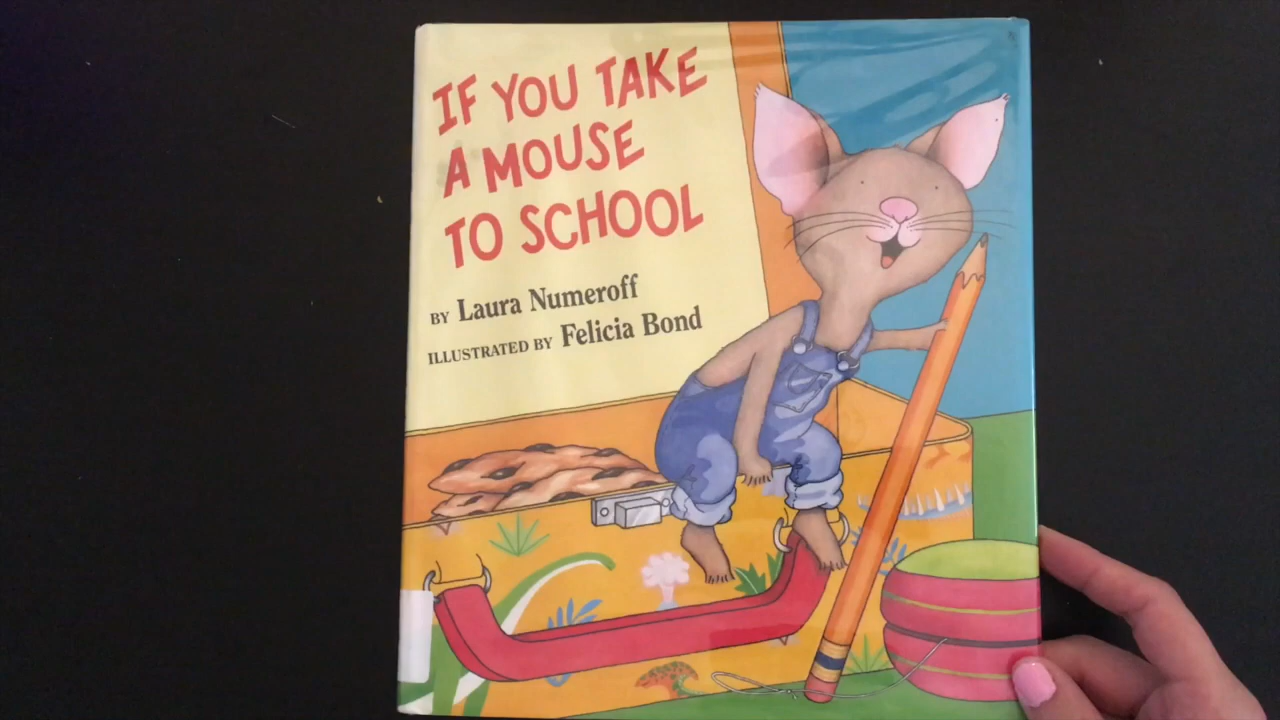 IF YOU TAKE
A MOUSE
TO SCHOOL
BY Laura Numeroff
ILLUSTRATED BY Felicia Bond